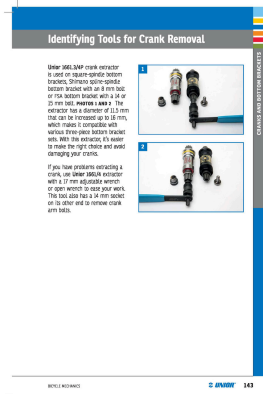 Identifying Tools for Crank Removal
Unior 1661.3/4P crank extractor
is used on square-spindle bottom
brackets, Shimano spline-spindle
bottom bracket with an 8 mm bolt
or FSA bottom bracket with a 14 or
15 mm bolt. PHOTOS 1 AND 2 The
extractor has a diameter of 11.5 mm
that can be increased up to 16 mm,
which makes it compatible with
various three-piece bottom bracket
sets. With this extractor, it's easier
to make the right choice and avoid
damaging your cranks.
If you have problems extracting a
crank, use Unior 1661/4 extractor
with a 17 mm adjustable wrench
or open wrench to ease your work.
This tool also has a 14 mm socket
on its other end to remove crank
arm bolts.
1
2
CRANKS AND BOTTOM BRACKETS
BICYCLE MECHANICS
UNIOR
143